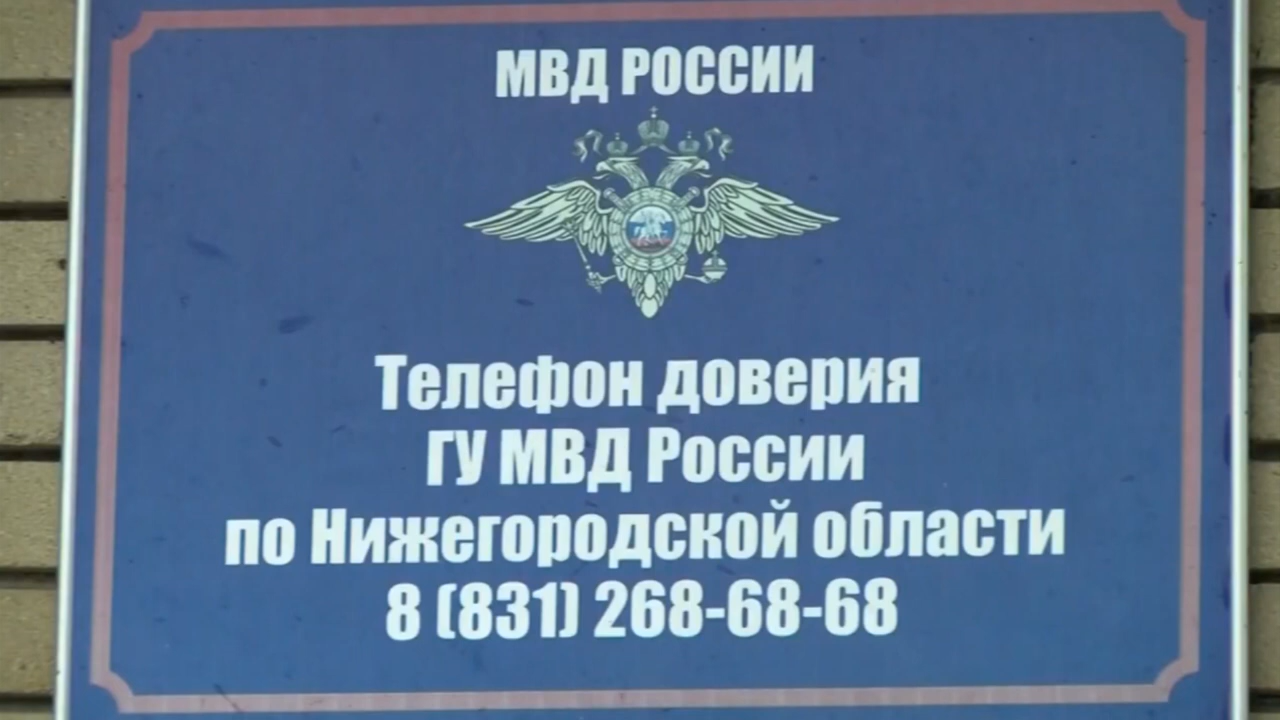 МВД РОССИИ
Телефон доверия
ГУ МВД России
по Нижегородской области
8 (831) 268-68-68